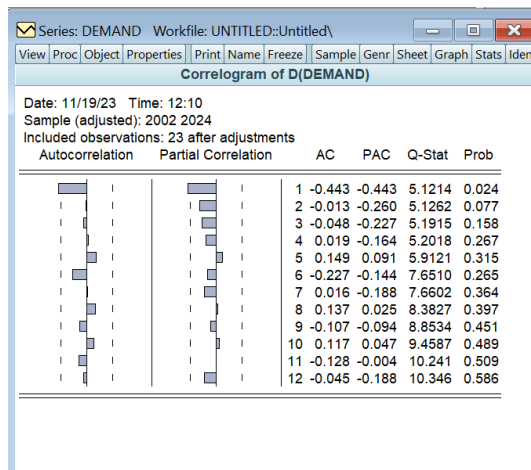 Series: DEMAND Workfile: UNTITLED::Untitled\
View Proc Object Properties Print Name Freeze Sample Genr Sheet Graph Stats Iden
Correlogram of D(DEMAND)
Date: 11/19/23 Time: 12:10
Sample (adjusted): 2002 2024
Included observations: 23 after adjustments
Autocorrelation Partial Correlation AC PAC Q-Stat Prob
1 -0.443 -0.443 5.1214 0.024
2 -0.013 -0.260 5.1262 0.077
3 -0.048 -0.227 5.1915 0.158
4 0.019 -0.164 5.2018 0.267
5 0.149 0.091 5.9121 0.315
6 -0.227 -0.144 7.6510 0.265
7 0.016 -0.188 7.6602 0.364
8 0.137 0.025 8.3827 0.397
9 -0.107 -0.094 8.8534 0.451
10 0.117 0.047 9.4587 0.489
11 -0.128 -0.004 10.241 0.509
12 -0.045 -0.188 10.346 0.586